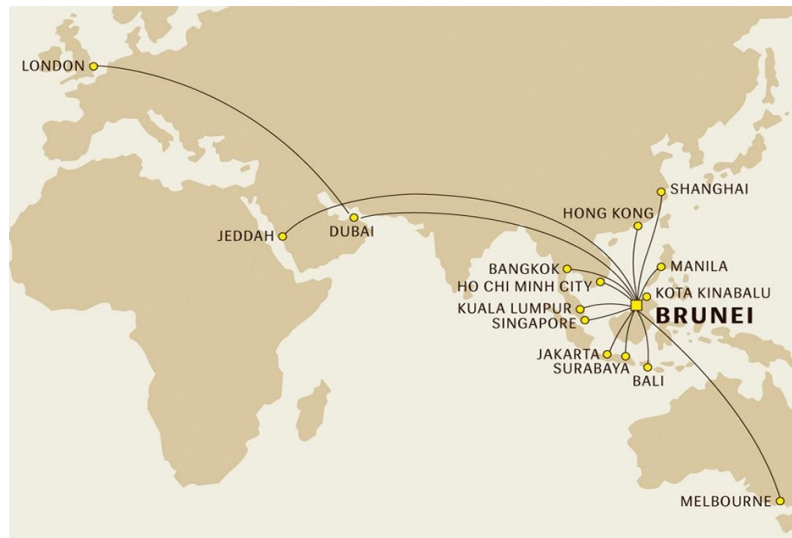 LONDON
SHANGHAI
HONG KONG
DUBAI
JEDDAH
BANGKOK
MANILA
HO CHI MINH CITY
KOTA KINABALU
KUALA LUMPUR
BRUNEI
SINGAPORE
JAKARTA
SURABAYA
BALI
MELBOURNE